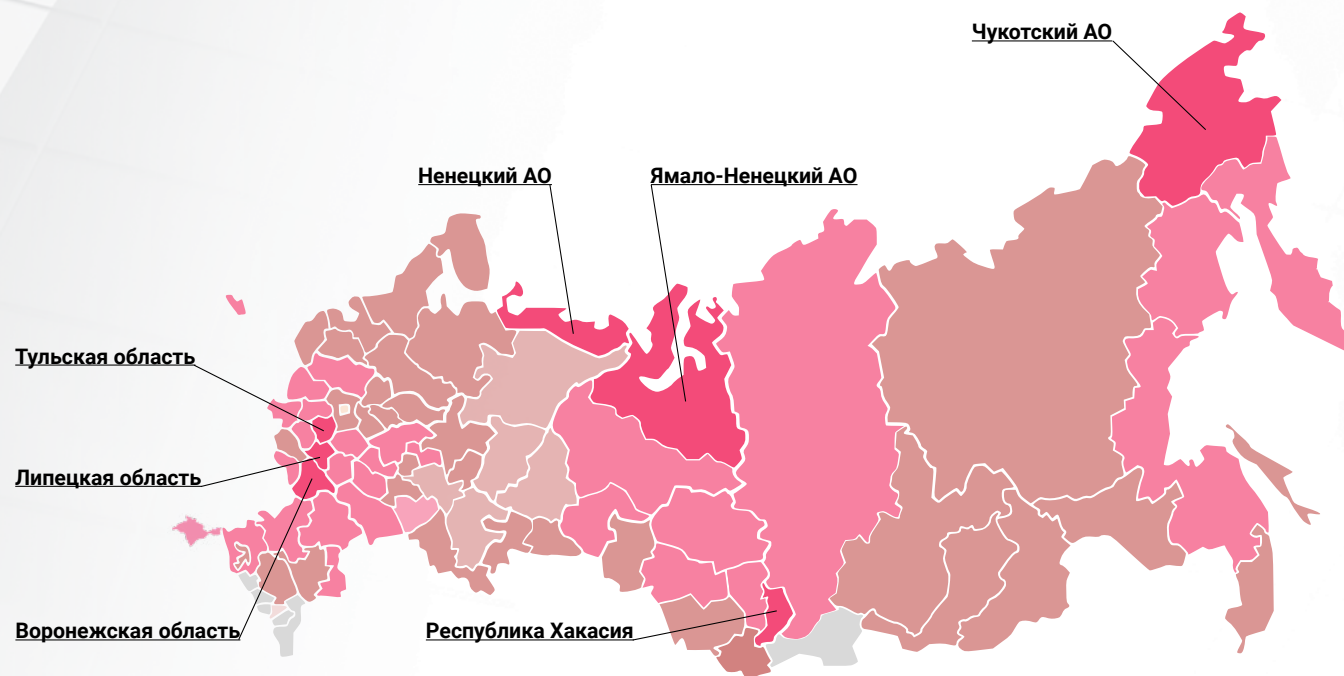 Чукотский АО
Ненецкий АО
Ямало-Ненецкий АО
Тульская область
Липецкая область
Воронежская область
Республика Хакасия